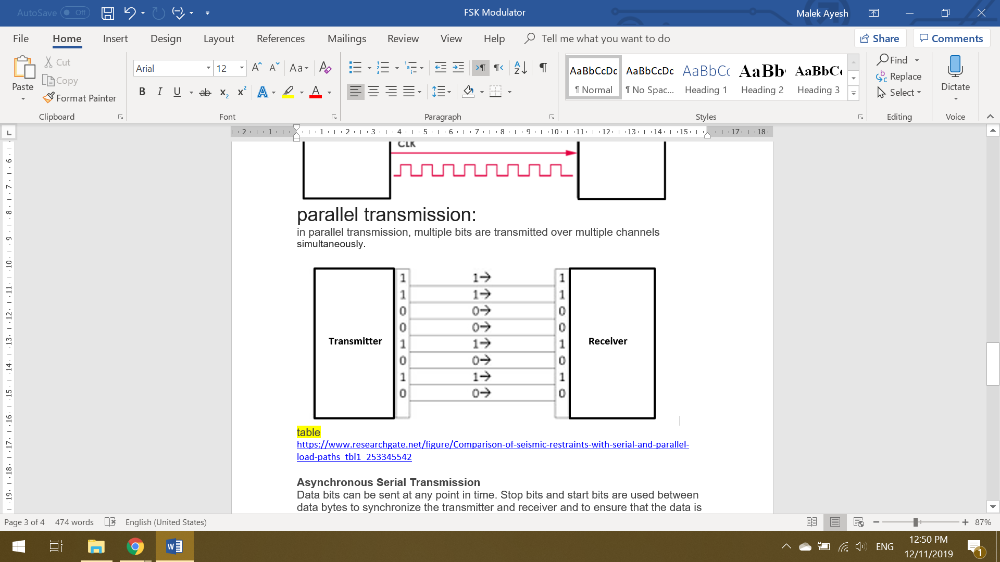 AutoSave Off FSK Modulator Malek Ayesh
File Home Insert Design Layout References Mailings Review View Help Tell me what you want to do Share Comments
Paste Cut Copy Format Painter
Clipboard
Arial 12
Font
Paragraph
AaBbCcDc AaBbCcDc AaBbCc AaBb AaBbCc
¶ Normal ¶ No Spac... Heading 1 Heading 2 Heading 3
Styles
Find
Replace
Select
Editing
Dictate
Voice
2 1 1 2 3 4 5 6 7 8 9 10 11 12 13 14 15 17 18
6 7 8 9 10 11 12 13 14 15 16 17 18 19
CLK
parallel transmission:
in parallel transmission, multiple bits are transmitted over multiple channels
simultaneously.
1 1→ 1
1 1→ 1
0 0→ 0
0 0→ 0
Transmitter 1 1→ 1 Receiver
0 0→ 0
1 1→ 1
0 0→ 0
table
https://www.researchgate.net/figure/Comparison-of-seismic-restraints-with-serial-and-parallel-
load-paths_tbl1_253345542
Asynchronous Serial Transmission
Data bits can be sent at any point in time. Stop bits and start bits are used between
data bytes to synchronize the transmitter and receiver and to ensure that the data is
Page 3 of 4 474 words English (United States) 87%
ENG 12:50 PM
12/11/2019 1